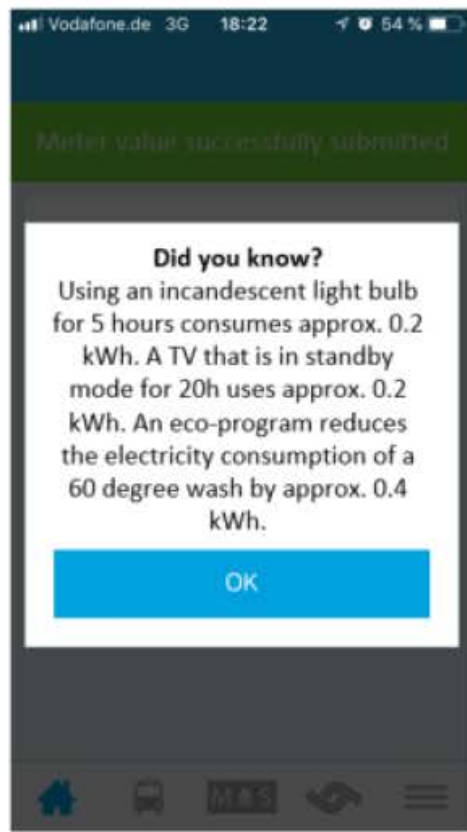 Vodafone.de 3G 18:22 54 %
Meter value successfully submitted
Did you know?
Using an incandescent light bulb
for 5 hours consumes approx. 0.2
kWh. A TV that is in standby
mode for 20h uses approx. 0.2
kWh. An eco-program reduces
the electricity consumption of a
60 degree wash by approx. 0.4
kWh.
OK